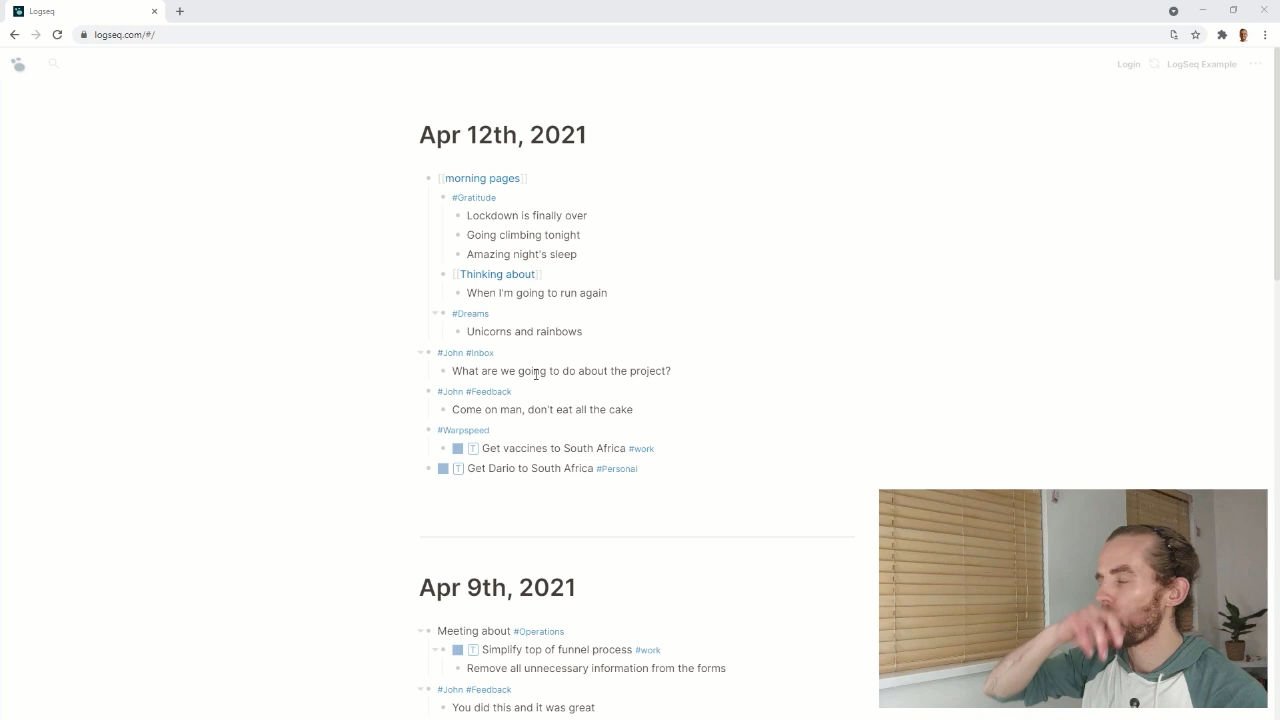 Logseq
logseq.com/#/
Login
LogSeq Example
Apr 12th, 2021
[[morning pages]]
#Gratitude
Lockdown is finally over
Going climbing tonight
Amazing night's sleep
[[Thinking about]]
When I'm going to run again
#Dreams
Unicorns and rainbows
#John #Inbox
What are we going to do about the project?
#John #Feedback
Come on man, don't eat all the cake
#Warpspeed
T Get vaccines to South Africa #work
T Get Dario to South Africa #Personal
Apr 9th, 2021
Meeting about #Operations
T Simplify top of funnel process #work
Remove all unnecessary information from the forms
#John #Feedback
You did this and it was great